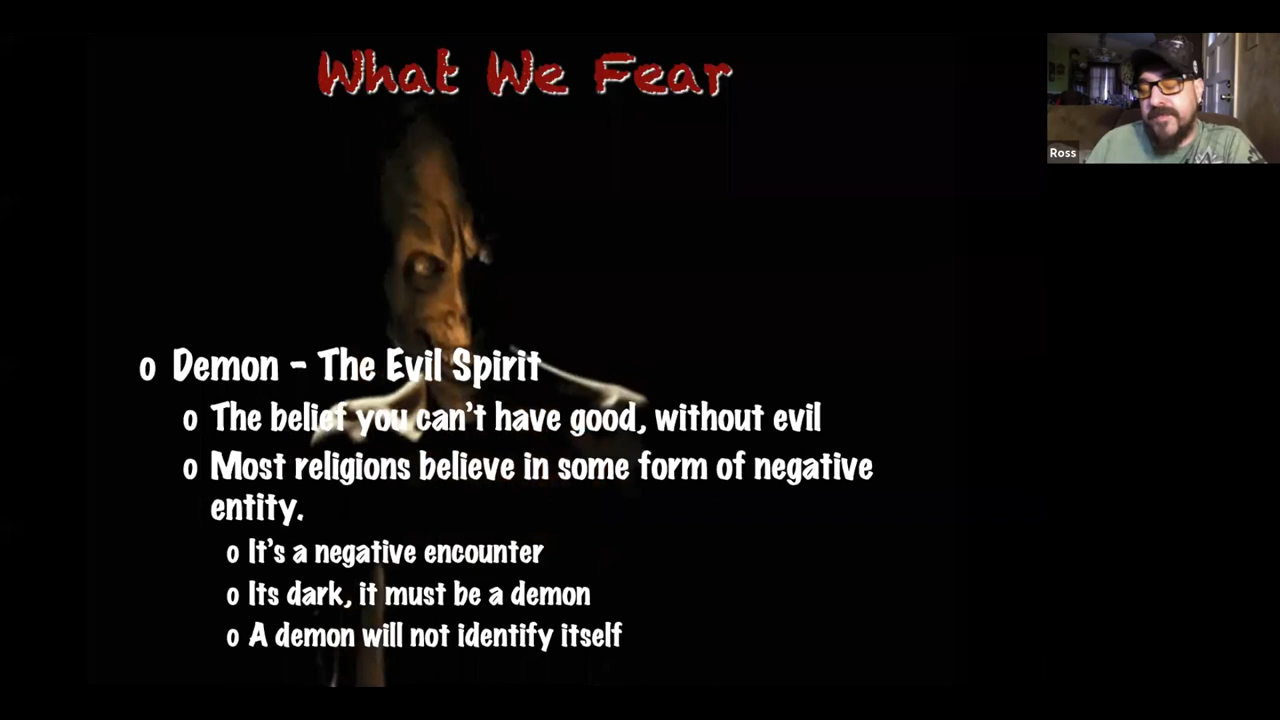 What We Fear
Ross
o Demon - The Evil Spirit
o The belief you can't have good, without evil
o Most religions believe in some form of negative
entity.
o It's a negative encounter
o Its dark, it must be a demon
o A demon will not identify itself